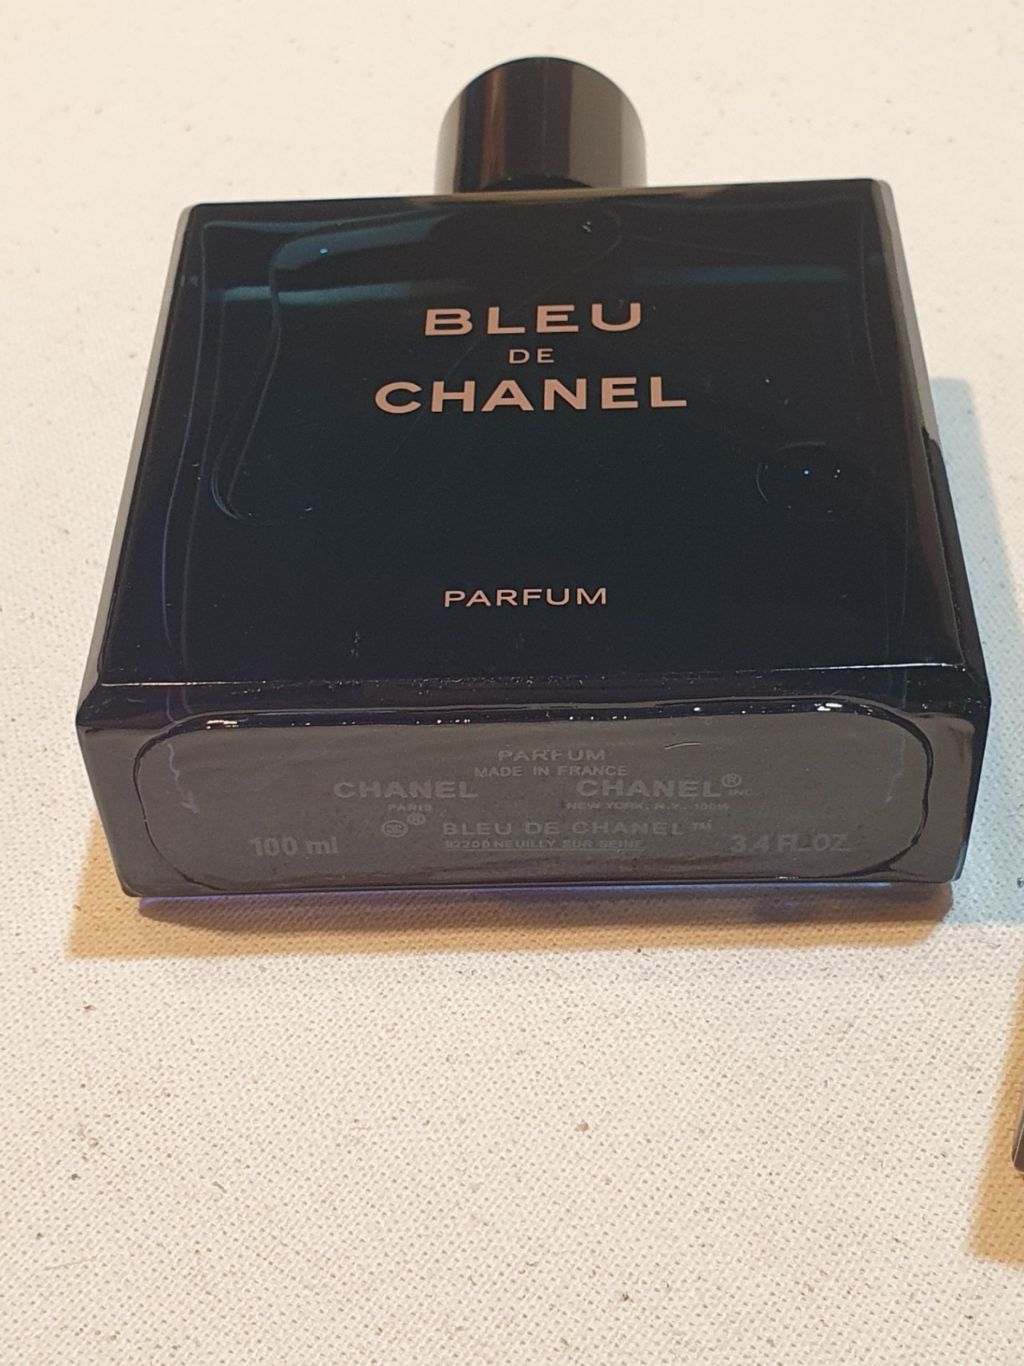 BLEU
DE
CHANEL
PARFUM
PARFUM
MADE IN FRANCE
CHANEL CHANEL® INC.
PARIS NEW YORK, N.Y.
® BLEU DE CHANEL™
100 ml 92200 NEUILLY SUR SEINE 3.4 FL.OZ.